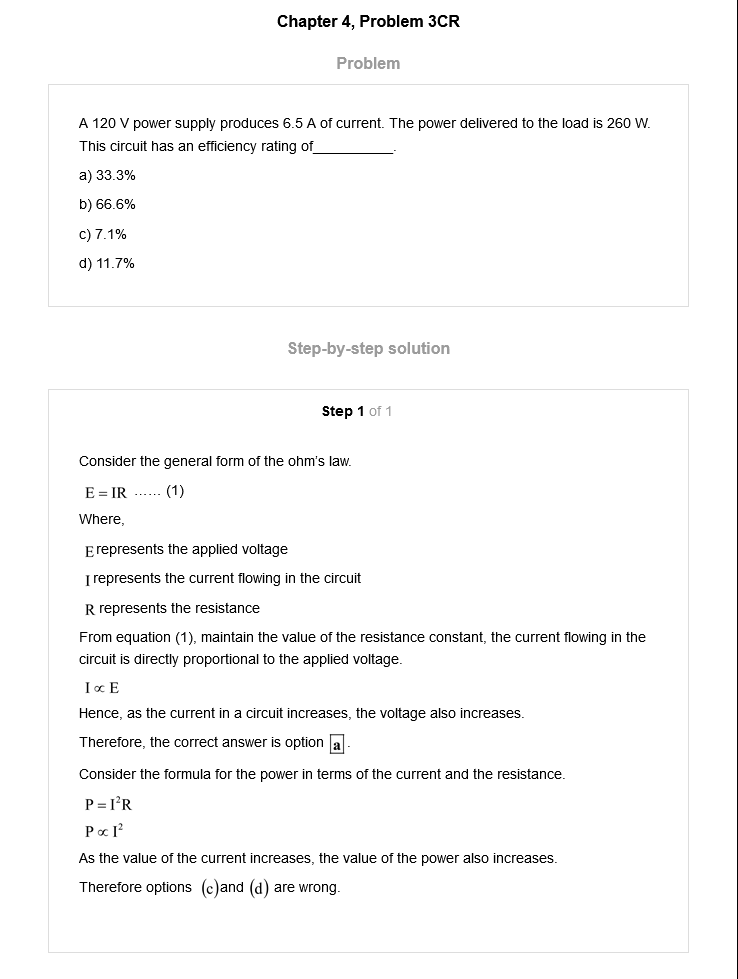 Chapter 4, Problem 3CR
Problem
A 120 V power supply produces 6.5 A of current. The power delivered to the load is 260 W.
This circuit has an efficiency rating of__________.
a) 33.3%
b) 66.6%
c) 7.1%
d) 11.7%
Step-by-step solution
Step 1 of 1
Consider the general form of the ohm's law.
E = IR ...... (1)
Where,
E represents the applied voltage
I represents the current flowing in the circuit
R represents the resistance
From equation (1), maintain the value of the resistance constant, the current flowing in the
circuit is directly proportional to the applied voltage.
I ∝ E
Hence, as the current in a circuit increases, the voltage also increases.
Therefore, the correct answer is option a.
Consider the formula for the power in terms of the current and the resistance.
P = I²R
P ∝ I²
As the value of the current increases, the value of the power also increases.
Therefore options (c) and (d) are wrong.